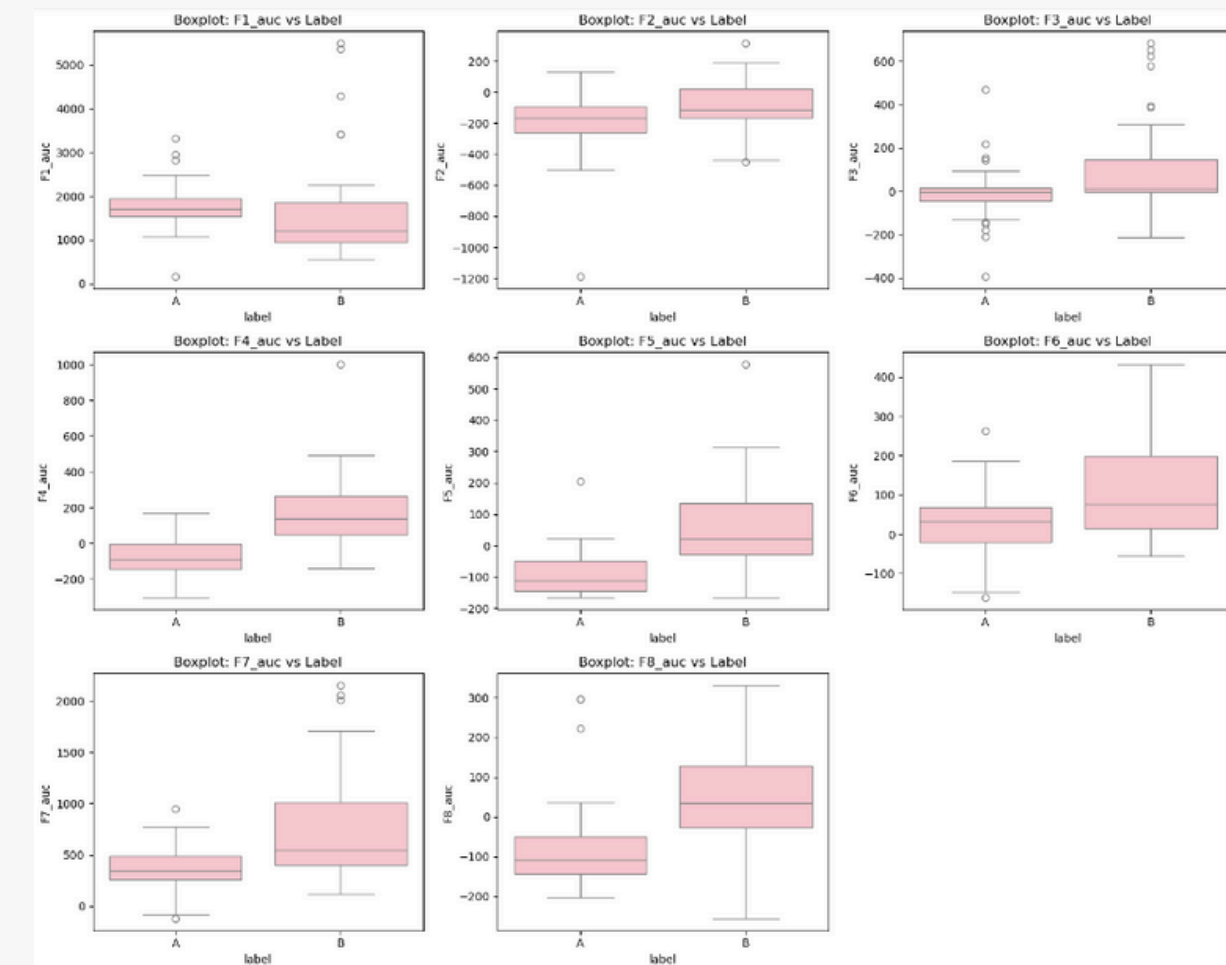 Boxplot: F1_auc vs Label
5000
4000
3000
2000
1000
0
F1_auc
A B
label
Boxplot: F2_auc vs Label
200
0
−200
−400
−600
−800
−1000
−1200
F2_auc
A B
label
Boxplot: F3_auc vs Label
600
400
200
0
−200
−400
F3_auc
A B
label
Boxplot: F4_auc vs Label
1000
800
600
400
200
0
−200
F4_auc
A B
label
Boxplot: F5_auc vs Label
600
500
400
300
200
100
0
−100
−200
F5_auc
A B
label
Boxplot: F6_auc vs Label
400
300
200
100
0
−100
F6_auc
A B
label
Boxplot: F7_auc vs Label
2000
1500
1000
500
0
F7_auc
A B
label
Boxplot: F8_auc vs Label
300
200
100
0
−100
−200
F8_auc
A B
label